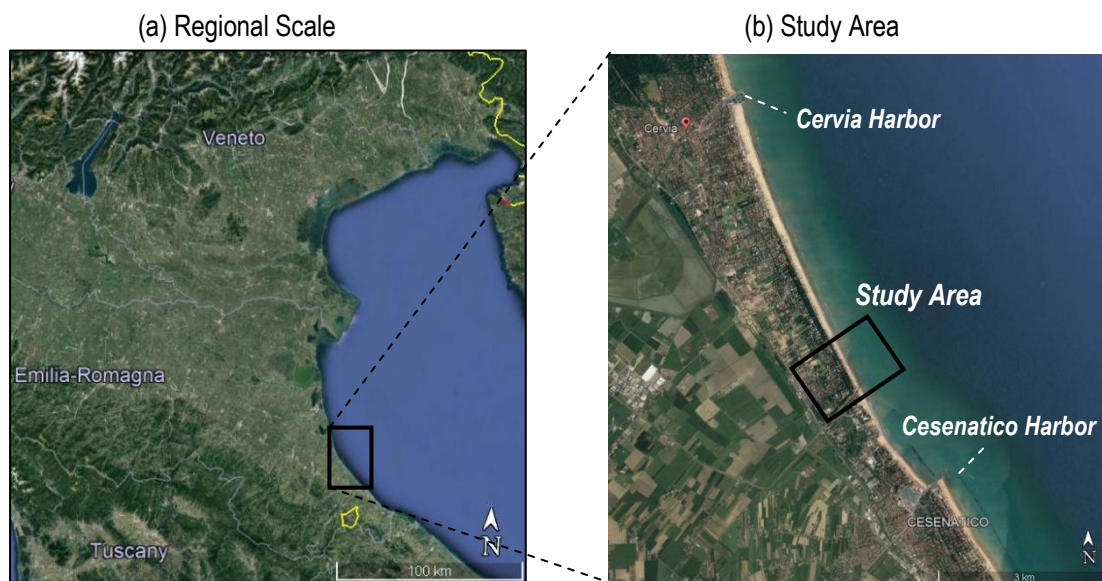 (a) Regional Scale
(b) Study Area
Veneto
Emilia-Romagna
Tuscany
N
100 km
Cervia Harbor
Cervia
Study Area
Cesenatico Harbor
CESENATICO
N
3 km